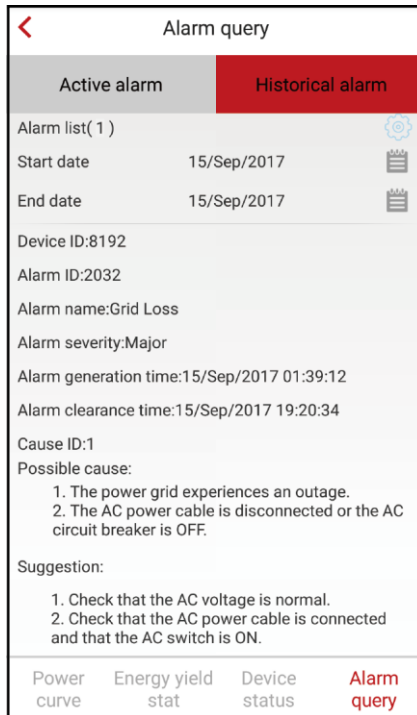 Alarm query
Active alarm
Historical alarm
Alarm list( 1 )
Start date 15/Sep/2017
End date 15/Sep/2017
Device ID:8192
Alarm ID:2032
Alarm name:Grid Loss
Alarm severity:Major
Alarm generation time:15/Sep/2017 01:39:12
Alarm clearance time:15/Sep/2017 19:20:34
Cause ID:1
Possible cause:
1. The power grid experiences an outage.
2. The AC power cable is disconnected or the AC
circuit breaker is OFF.
Suggestion:
1. Check that the AC voltage is normal.
2. Check that the AC power cable is connected
and that the AC switch is ON.
Power
curve
Energy yield
stat
Device
status
Alarm
query